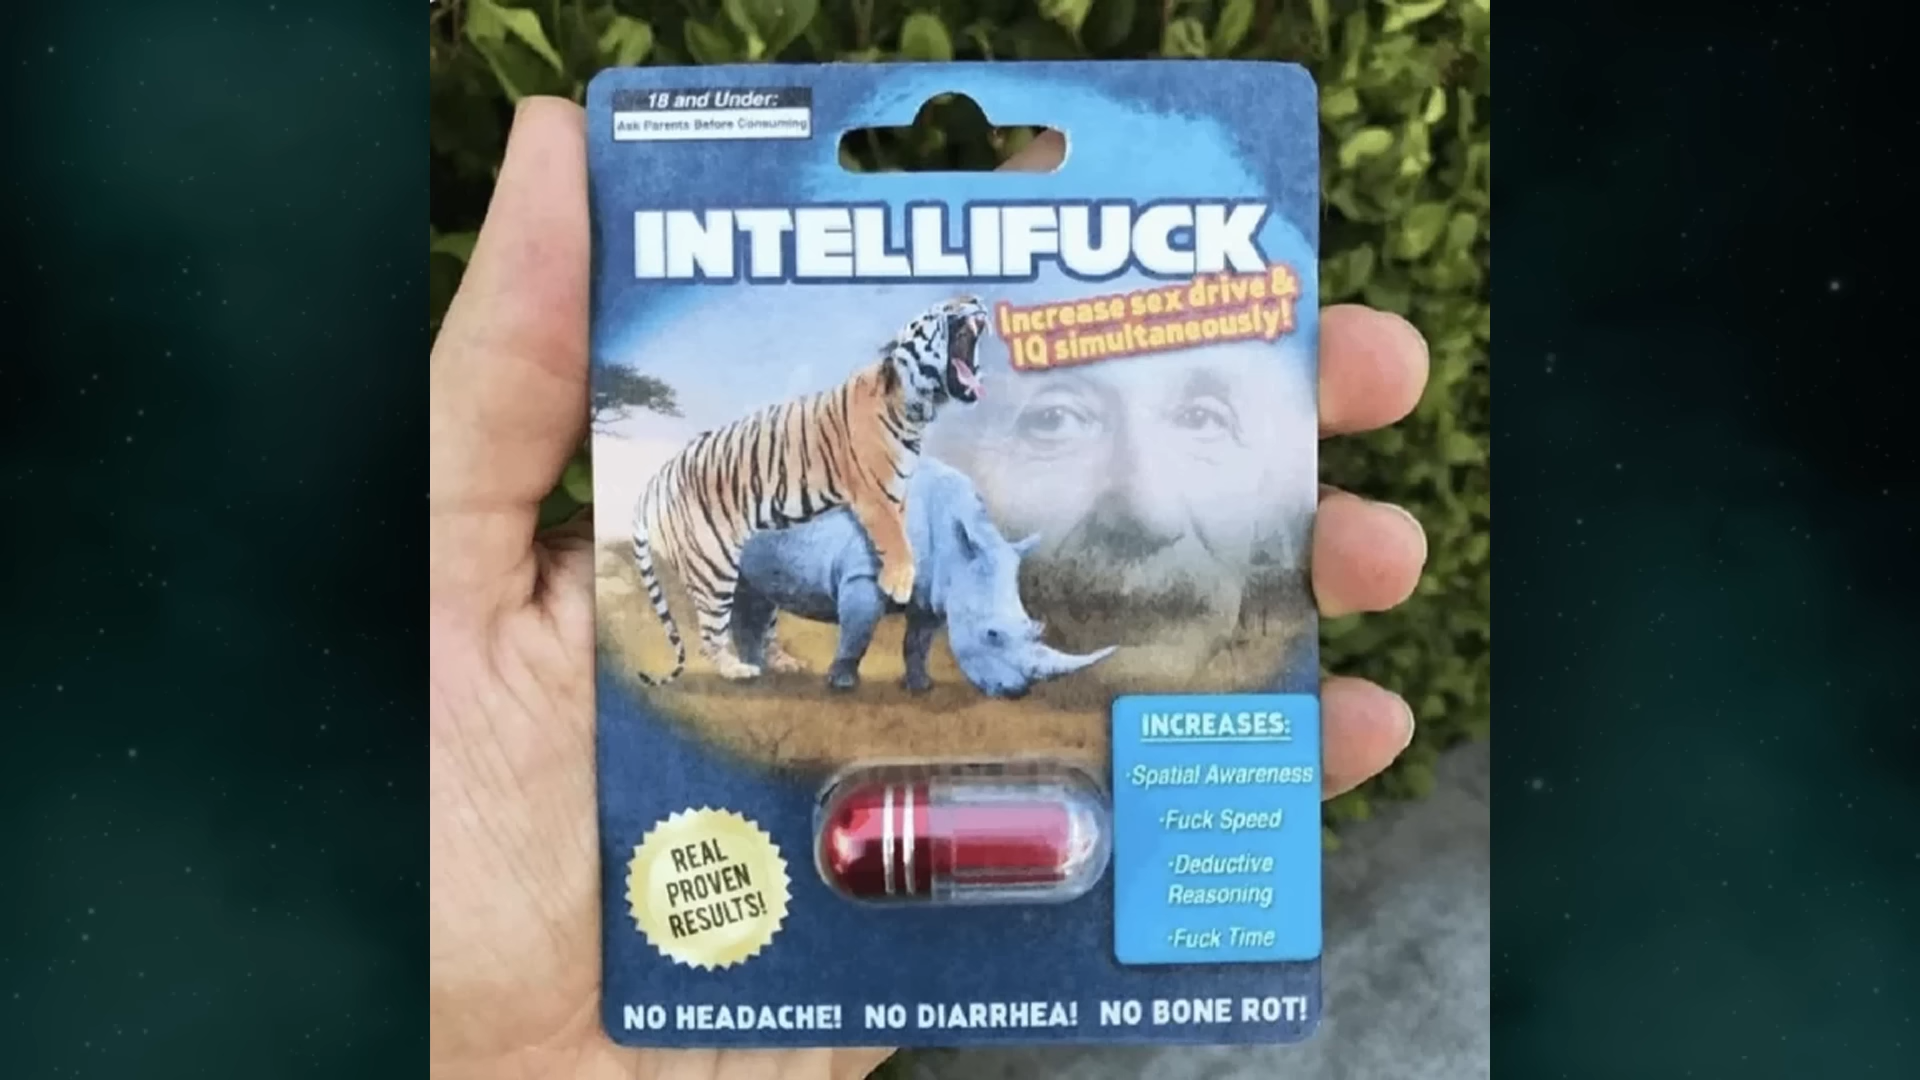 18 and Under:
Ask Parents Before Consuming
INTELLIFUCK
Increase sex drive &
IQ simultaneously!
INCREASES:
·Spatial Awareness
·Fuck Speed
·Deductive
Reasoning
·Fuck Time
REAL
PROVEN
RESULTS!
NO HEADACHE! NO DIARRHEA! NO BONE ROT!